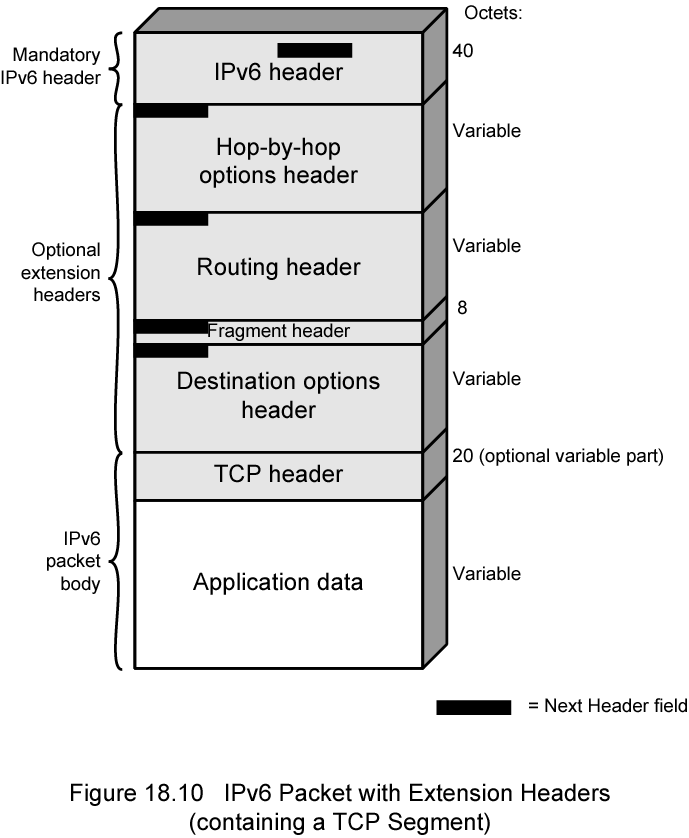 Octets:
Mandatory
IPv6 header
IPv6 header
40
Hop-by-hop
options header
Variable
Optional
extension
headers
Routing header
Variable
Fragment header
8
Destination options
header
Variable
TCP header
20 (optional variable part)
IPv6
packet
body
Application data
Variable
= Next Header field
Figure 18.10 IPv6 Packet with Extension Headers
(containing a TCP Segment)